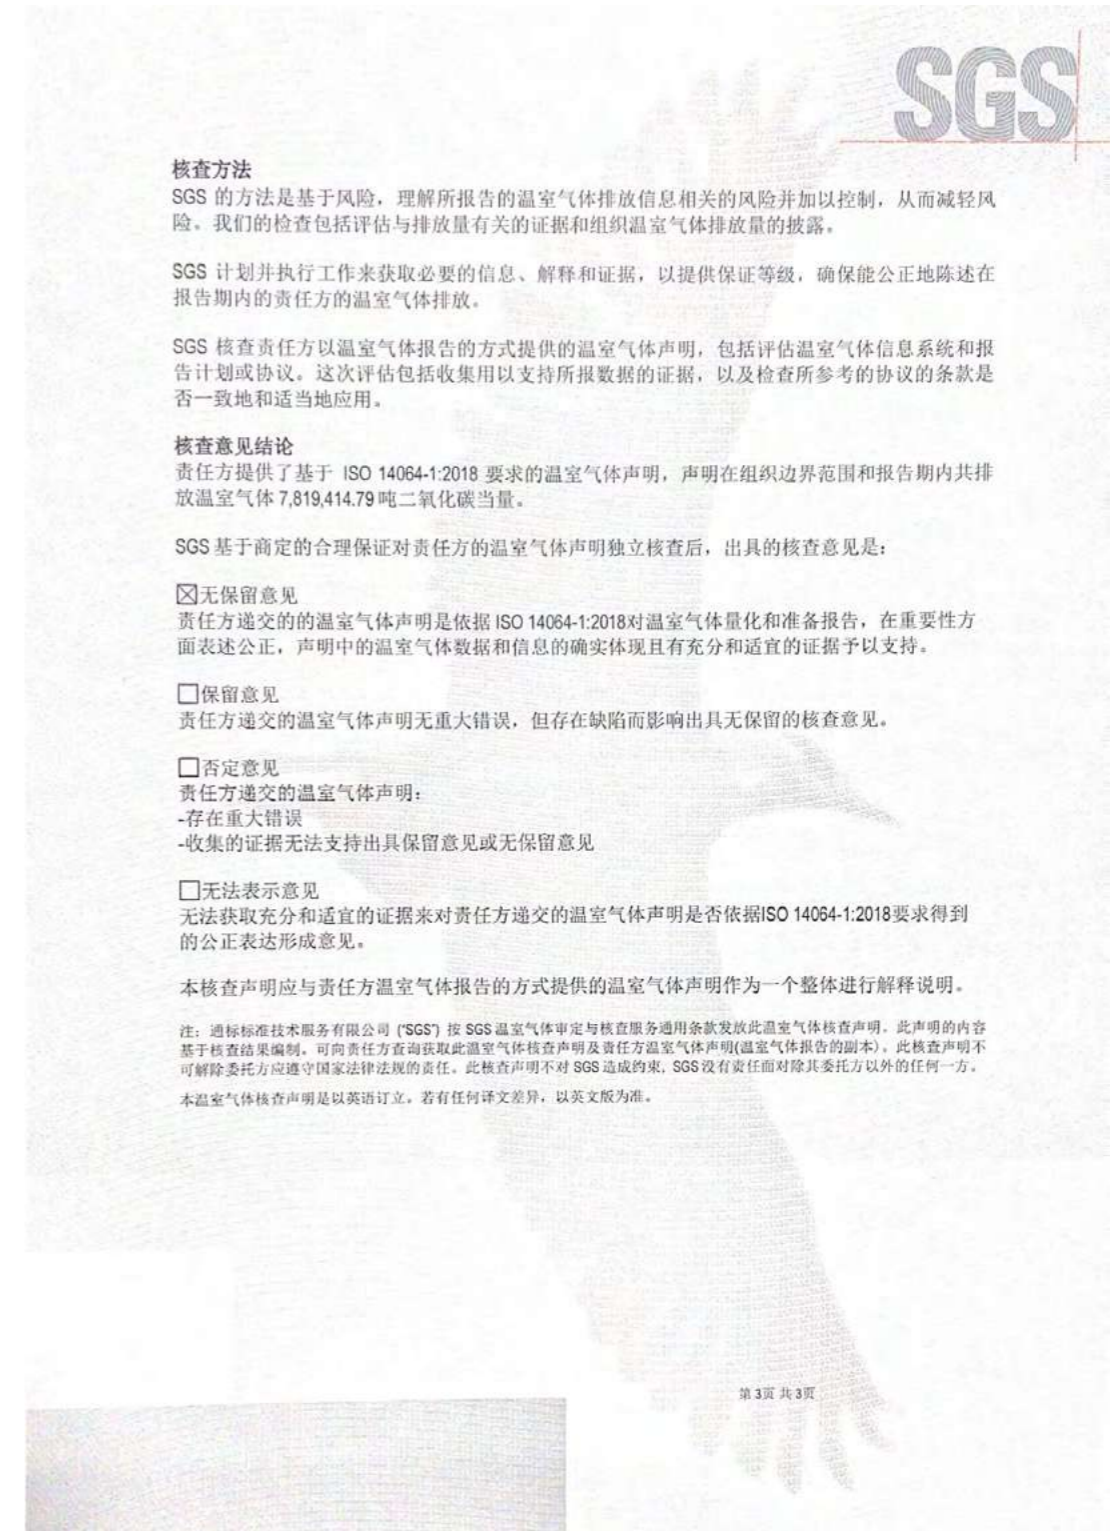 SGS
核查方法
SGS 的方法是基于风险，理解所报告的温室气体排放信息相关的风险并加以控制，从而减轻风
险。我们的检查包括评估与排放量有关的证据和组织温室气体排放量的披露。
SGS 计划并执行工作来获取必要的信息、解释和证据，以提供保证等级，确保能公正地陈述在
报告期内的责任方的温室气体排放。
SGS 核查责任方以温室气体报告的方式提供的温室气体声明，包括评估温室气体信息系统和报
告计划或协议。这次评估包括收集用以支持所报数据的证据，以及检查所参考的协议的条款是
否一致地和适当地应用。
核查意见结论
责任方提供了基于 ISO 14064-1:2018 要求的温室气体声明，声明在组织边界范围和报告期内共排
放温室气体 7,819,414.79 吨二氧化碳当量。
SGS 基于商定的合理保证对责任方的温室气体声明独立核查后，出具的核查意见是：
☒无保留意见
责任方递交的的温室气体声明是依据 ISO 14064-1:2018对温室气体量化和准备报告，在重要性方
面表述公正，声明中的温室气体数据和信息的确实体现且有充分和适宜的证据予以支持。
☐保留意见
责任方递交的温室气体声明无重大错误，但存在缺陷而影响出具无保留的核查意见。
☐否定意见
责任方递交的温室气体声明：
-存在重大错误
-收集的证据无法支持出具保留意见或无保留意见
☐无法表示意见
无法获取充分和适宜的证据来对责任方递交的温室气体声明是否依据ISO 14064-1:2018要求得到
的公正表达形成意见。
本核查声明应与责任方温室气体报告的方式提供的温室气体声明作为一个整体进行解释说明。
注：通标标准技术服务有限公司 ("SGS") 按 SGS 温室气体审定与核查服务通用条款发放此温室气体核查声明。此声明的内容
基于核查结果编制。可向责任方查询获取此温室气体核查声明及责任方温室气体声明(温室气体报告的副本)。此核查声明不
可解除委托方应遵守国家法律法规的责任。此核查声明不对 SGS 造成约束, SGS 没有责任面对除其委托方以外的任何一方。
本温室气体核查声明是以英语订立。若有任何译文差异，以英文版为准。
第 3页 共 3页